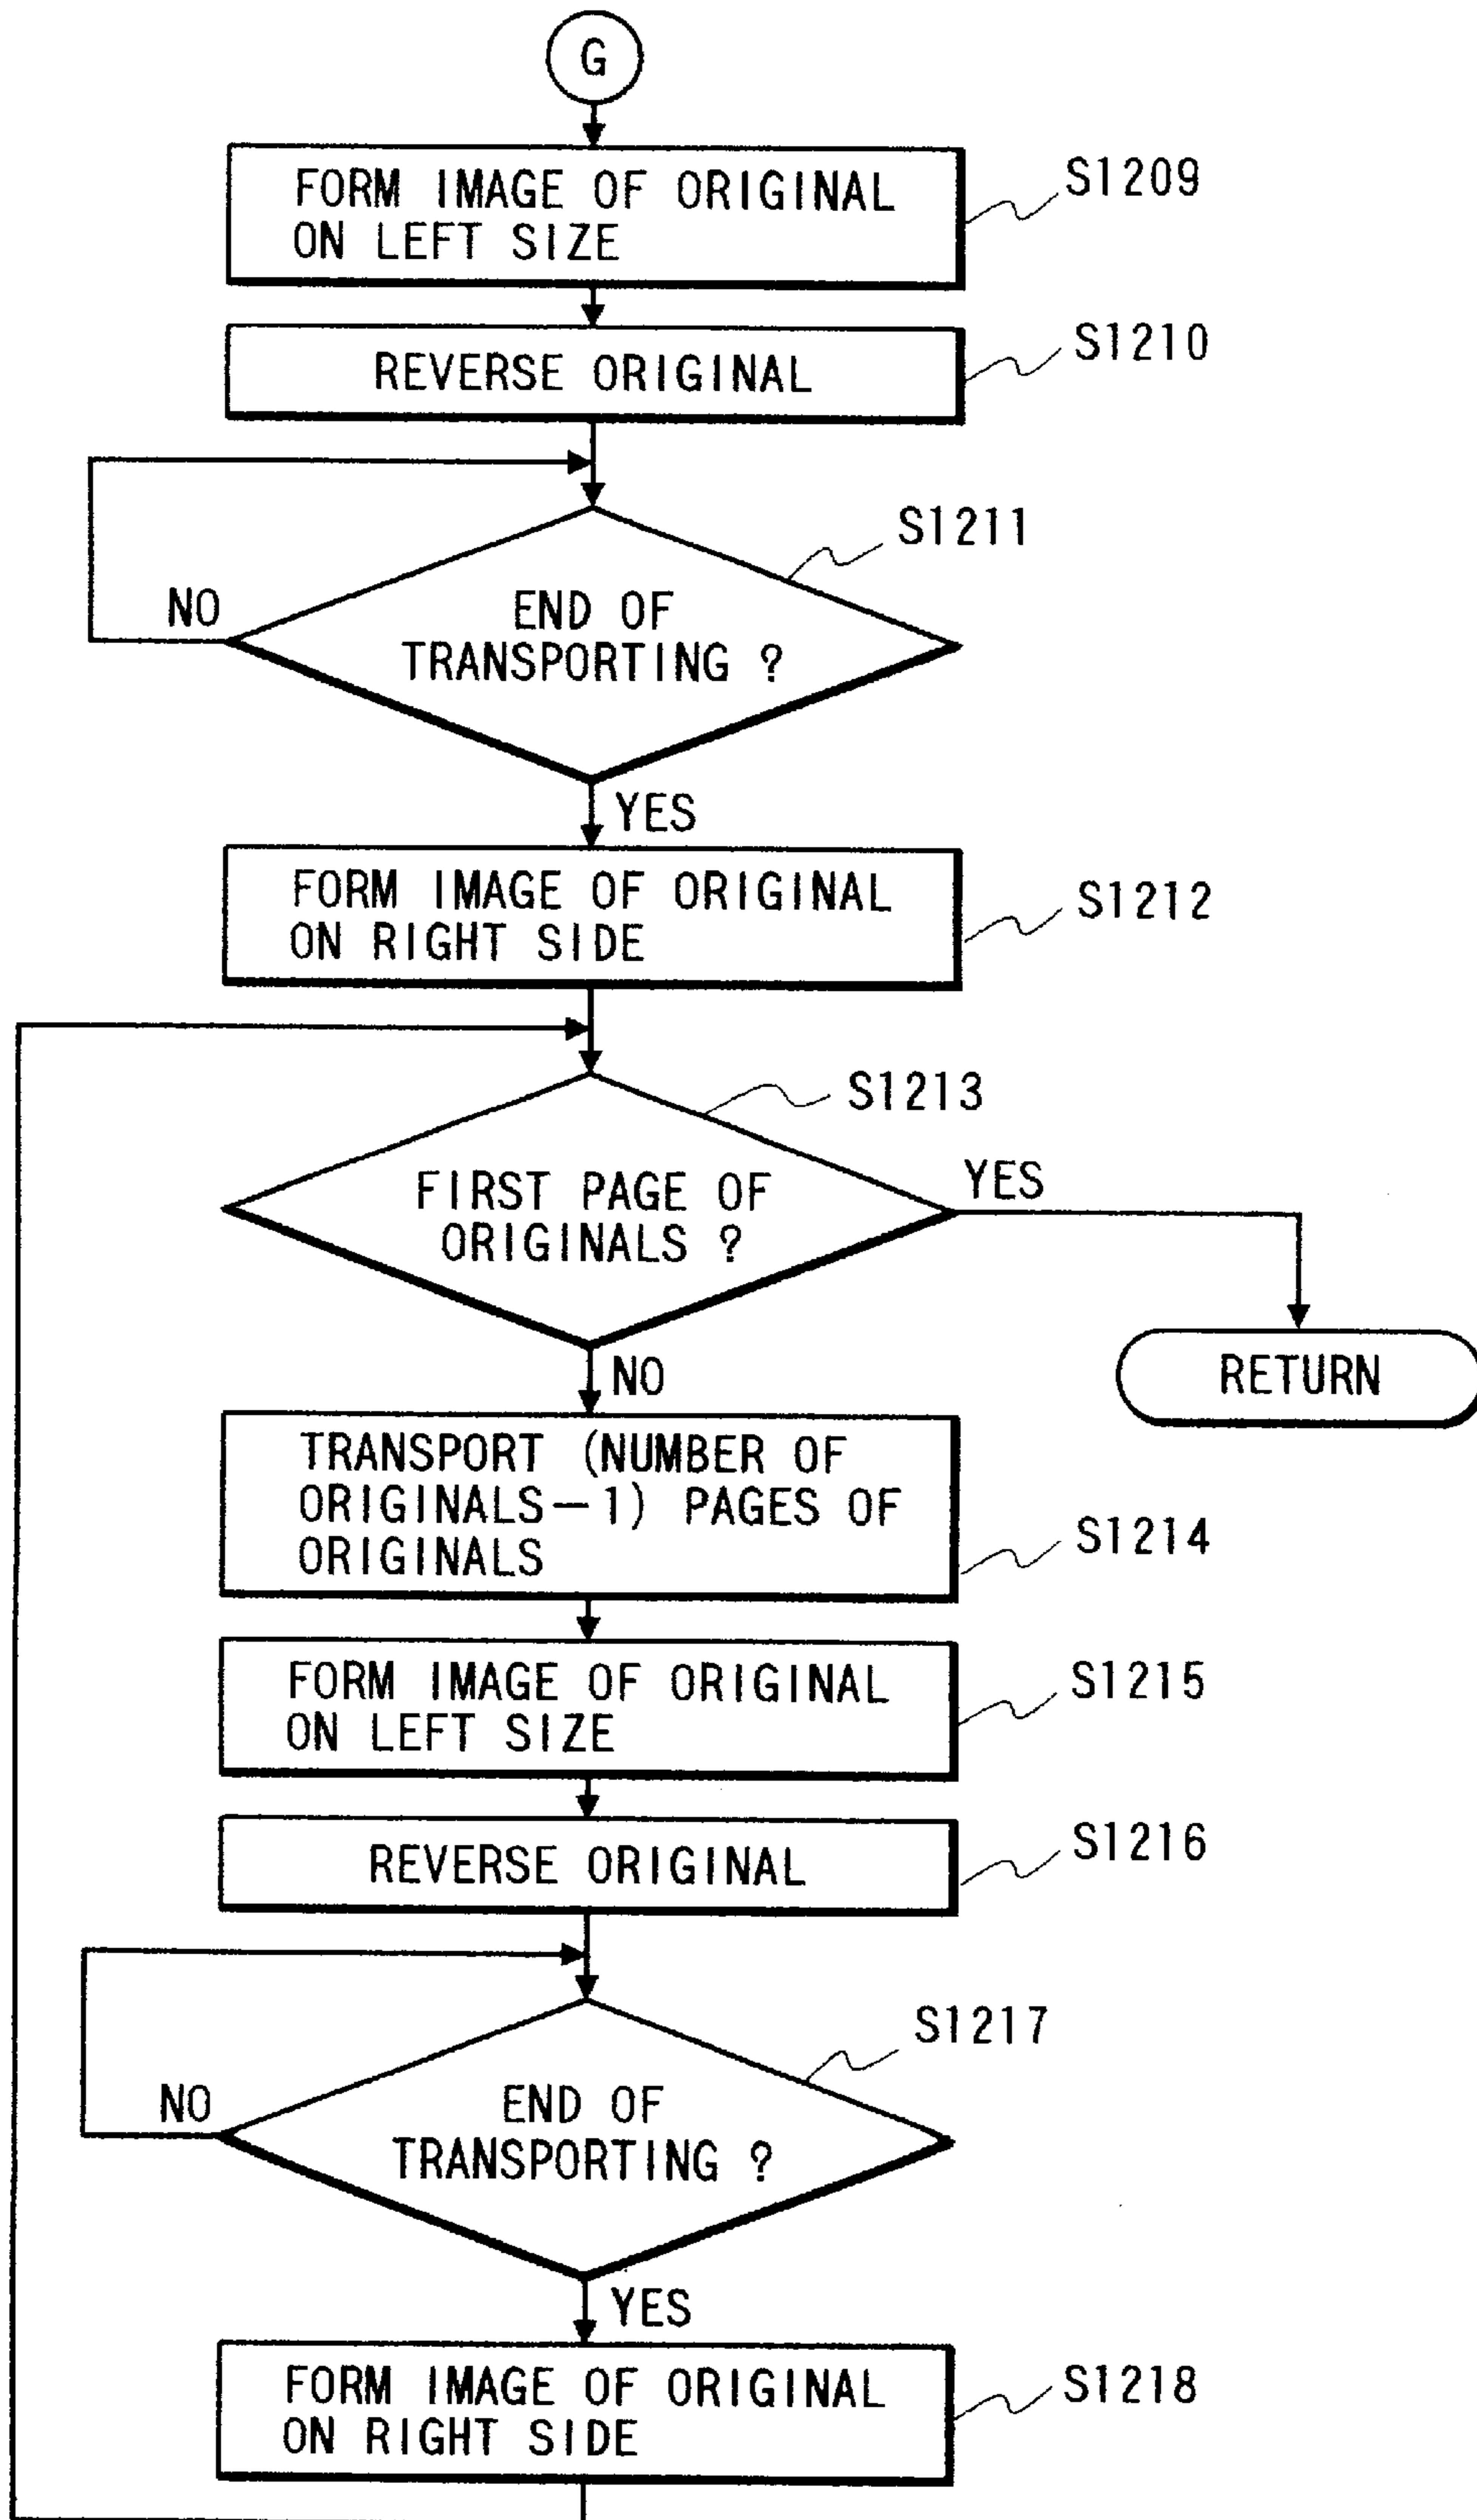 G
FORM IMAGE OF ORIGINAL
ON LEFT SIZE
S1209
REVERSE ORIGINAL
S1210
S1211
NO
END OF
TRANSPORTING ?
YES
FORM IMAGE OF ORIGINAL
ON RIGHT SIDE
S1212
S1213
FIRST PAGE OF
ORIGINALS ?
YES
RETURN
NO
TRANSPORT (NUMBER OF
ORIGINALS-1) PAGES OF
ORIGINALS
S1214
FORM IMAGE OF ORIGINAL
ON LEFT SIZE
S1215
REVERSE ORIGINAL
S1216
S1217
NO
END OF
TRANSPORTING ?
YES
FORM IMAGE OF ORIGINAL
ON RIGHT SIDE
S1218